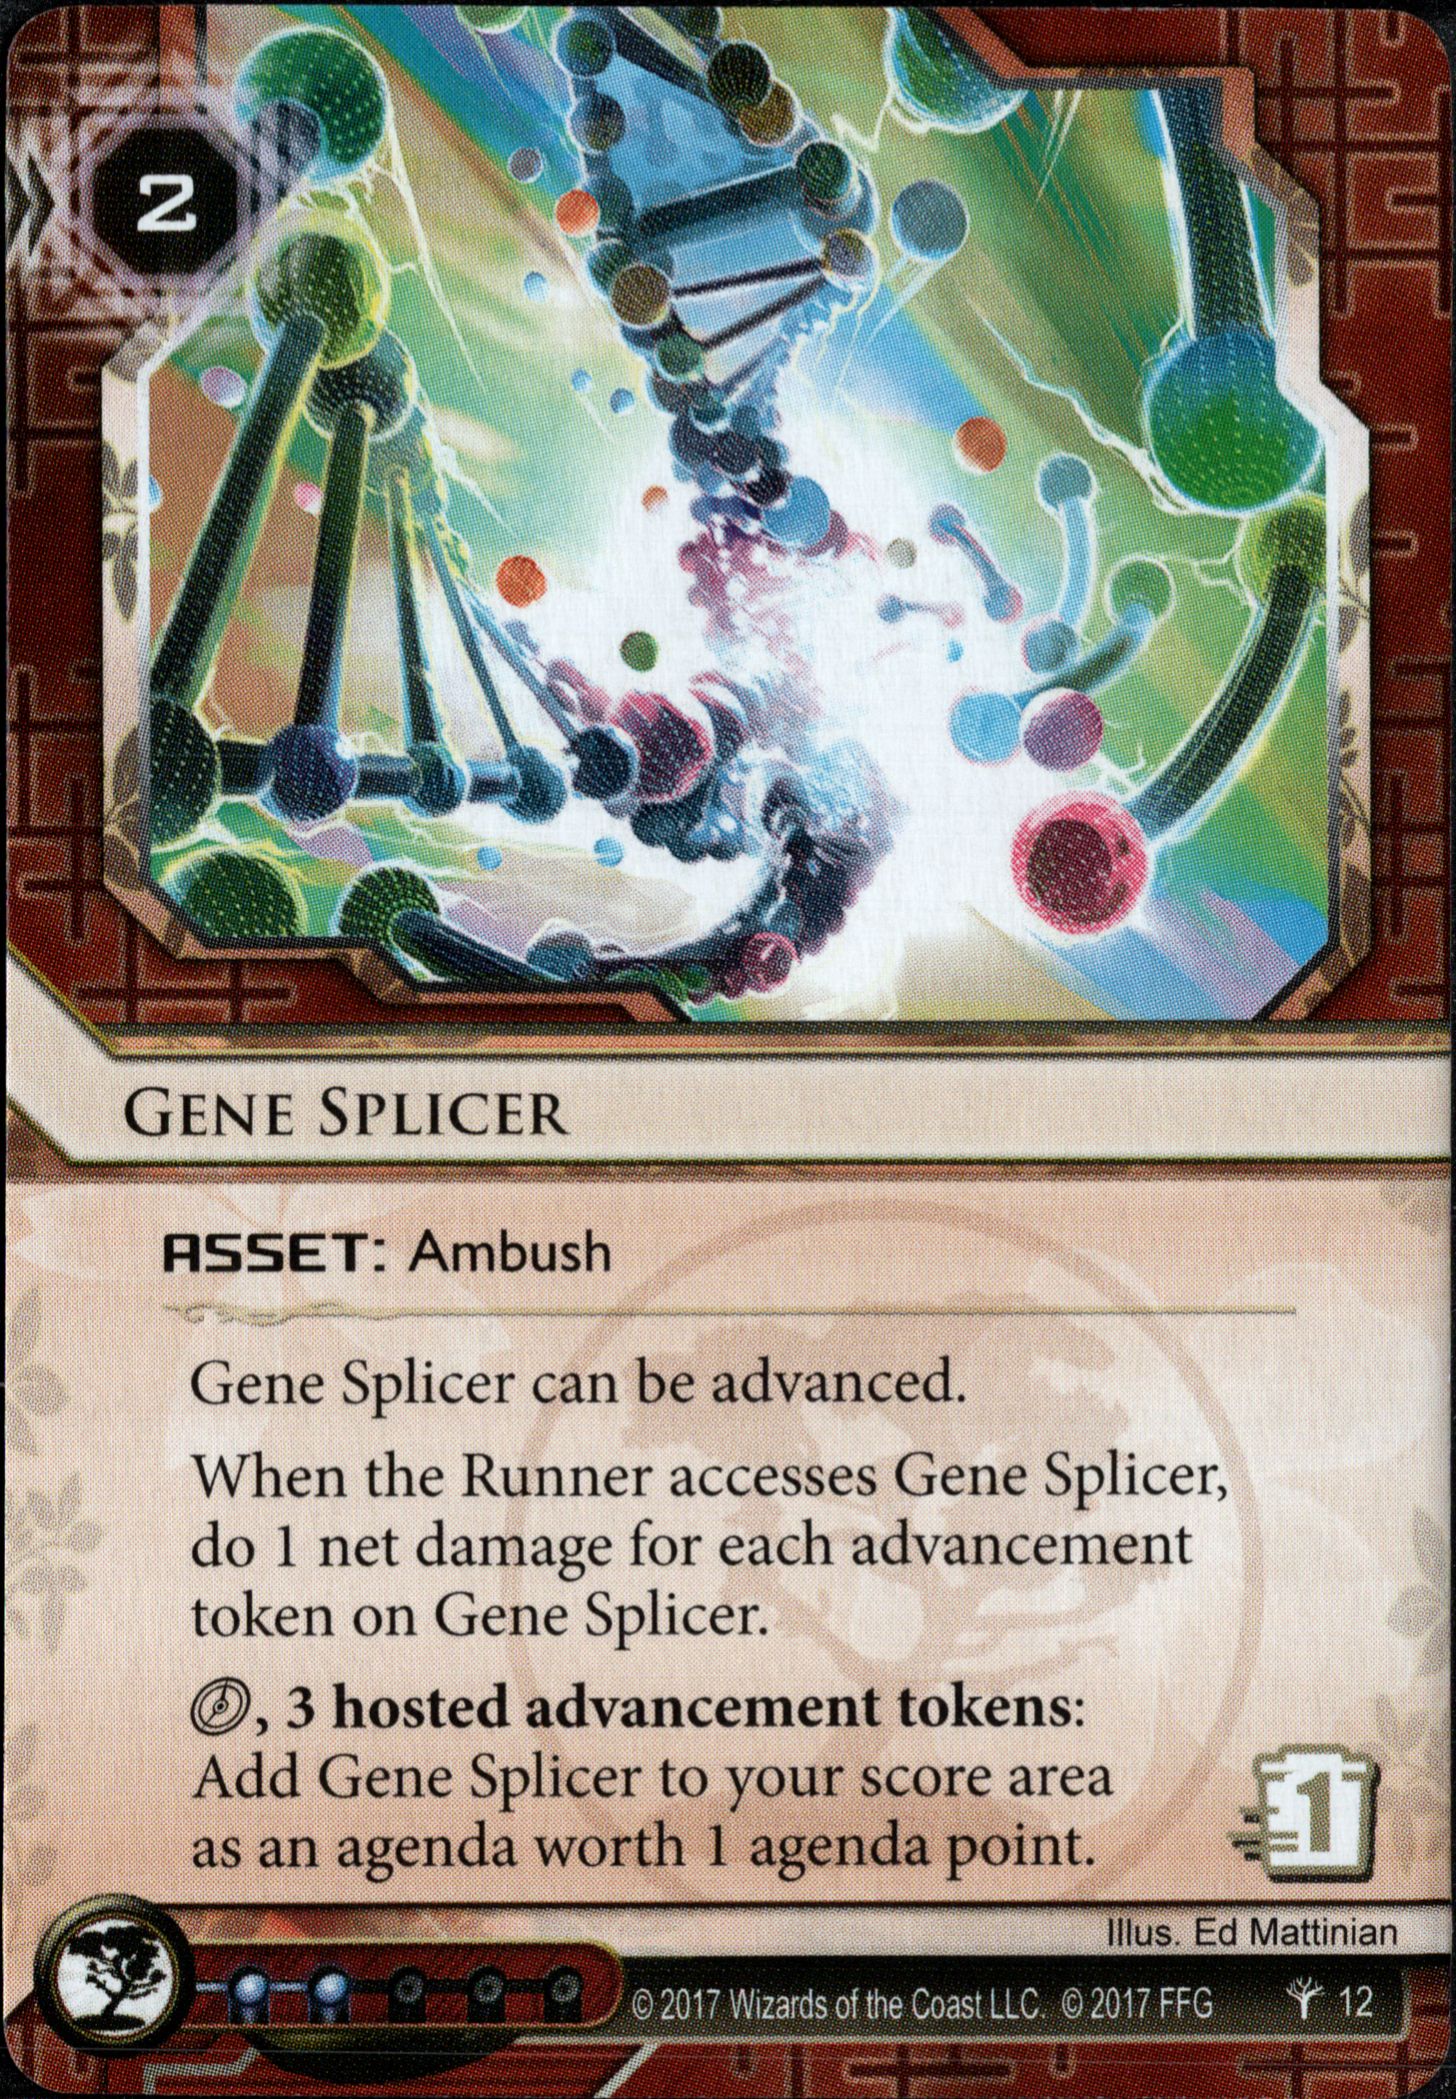 2
GENE SPLICER
ASSET: Ambush
Gene Splicer can be advanced.
When the Runner accesses Gene Splicer,
do 1 net damage for each advancement
token on Gene Splicer.
, 3 hosted advancement tokens:
Add Gene Splicer to your score area
as an agenda worth 1 agenda point.
1
Illus. Ed Mattinian
© 2017 Wizards of the Coast LLC. © 2017 FFG
12